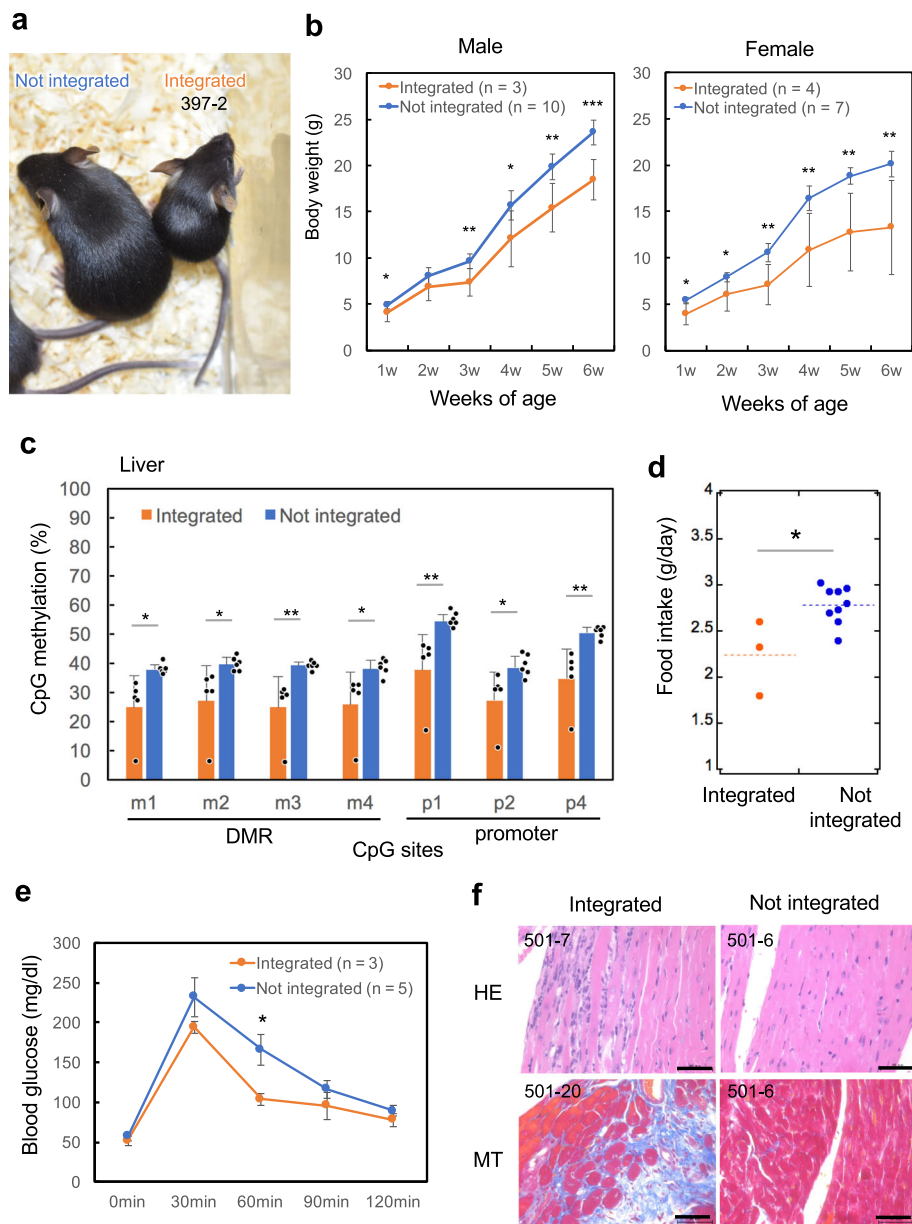 a
Not integrated
Integrated
397-2
b
Male
Female
Body weight (g)
30
25
20
15
10
5
0
Integrated (n = 3)
Not integrated (n = 10)
*
**
*
**
***
1w 2w 3w 4w 5w 6w
Weeks of age
30
25
20
15
10
5
0
Integrated (n = 4)
Not integrated (n = 7)
*
*
**
**
**
**
1w 2w 3w 4w 5w 6w
Weeks of age
c
Liver
CpG methylation (%)
100
90
80
70
60
50
40
30
20
10
0
Integrated
Not integrated
*
*
**
*
**
*
**
m1 m2 m3 m4 p1 p2 p4
DMR
promoter
CpG sites
d
Food intake (g/day)
4
3.5
3
2.5
2
1.5
1
*
Integrated
Not
integrated
e
Blood glucose (mg/dl)
300
250
200
150
100
50
0
Integrated (n = 3)
Not integrated (n = 5)
*
0min 30min 60min 90min 120min
f
Integrated
Not integrated
HE
501-7
501-6
MT
501-20
501-6